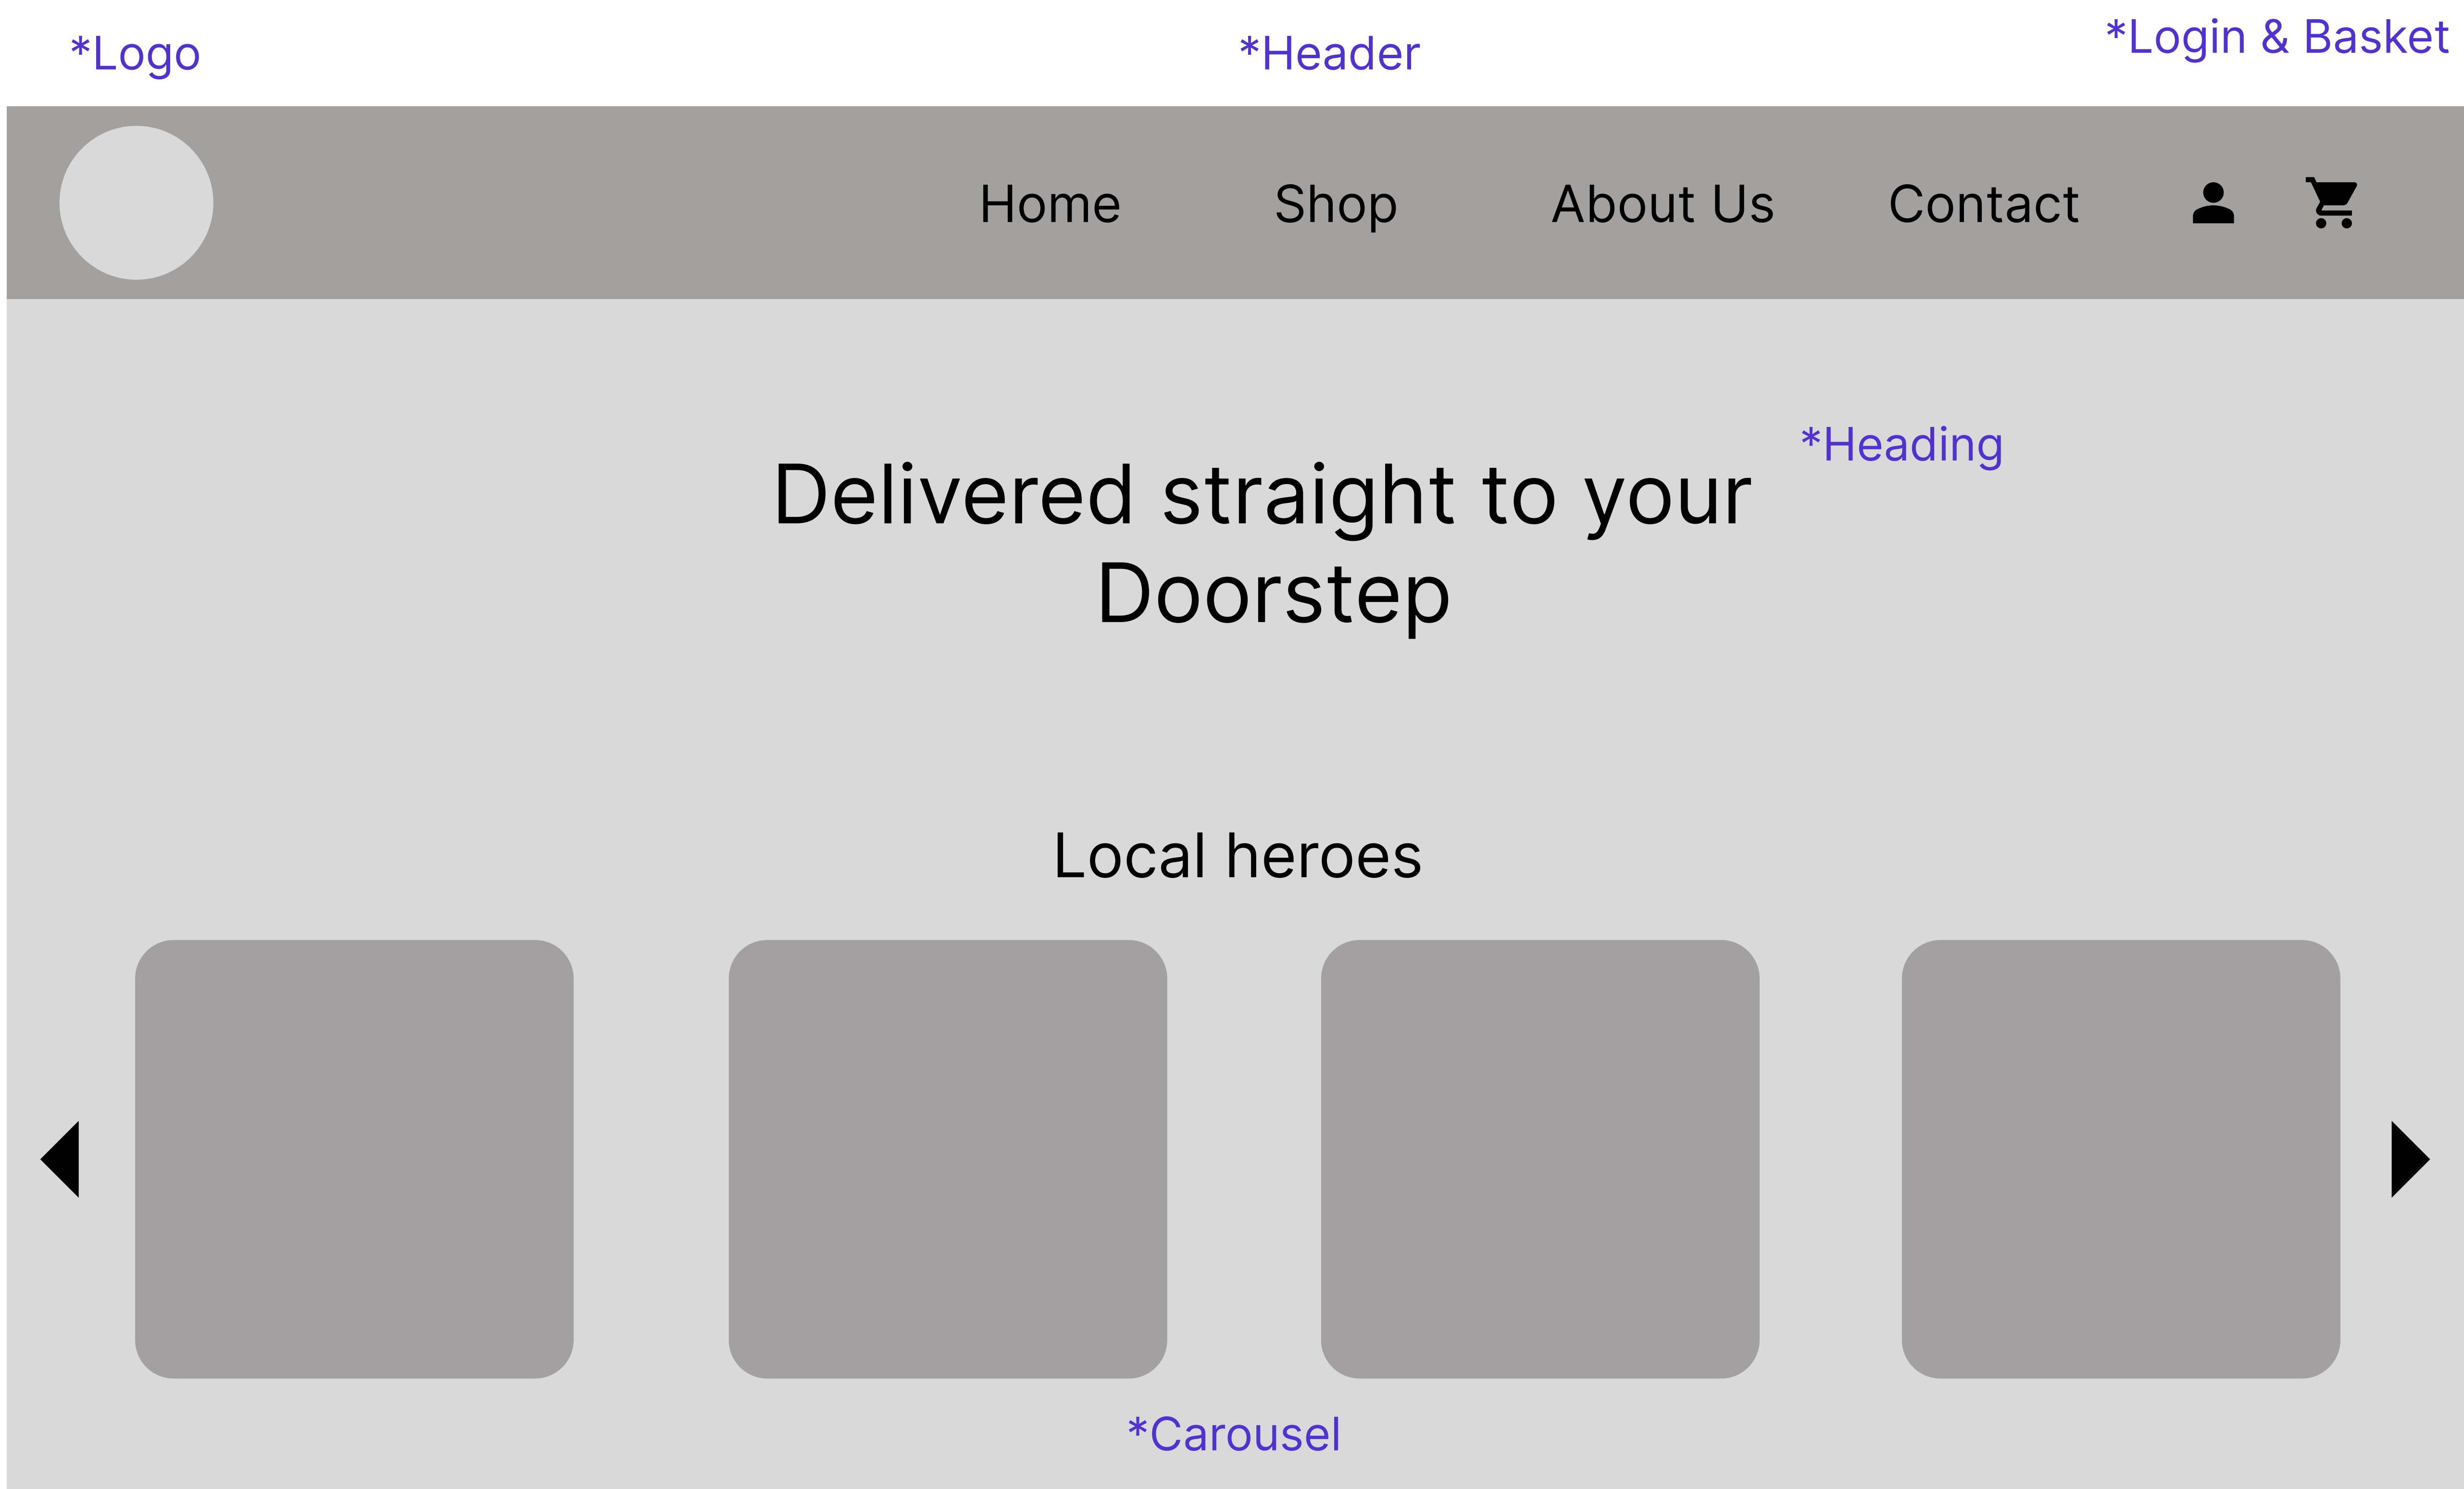 *Logo
*Header
*Login & Basket
Home
Shop
About Us
Contact
*Heading
Delivered straight to your
Doorstep
Local heroes
*Carousel